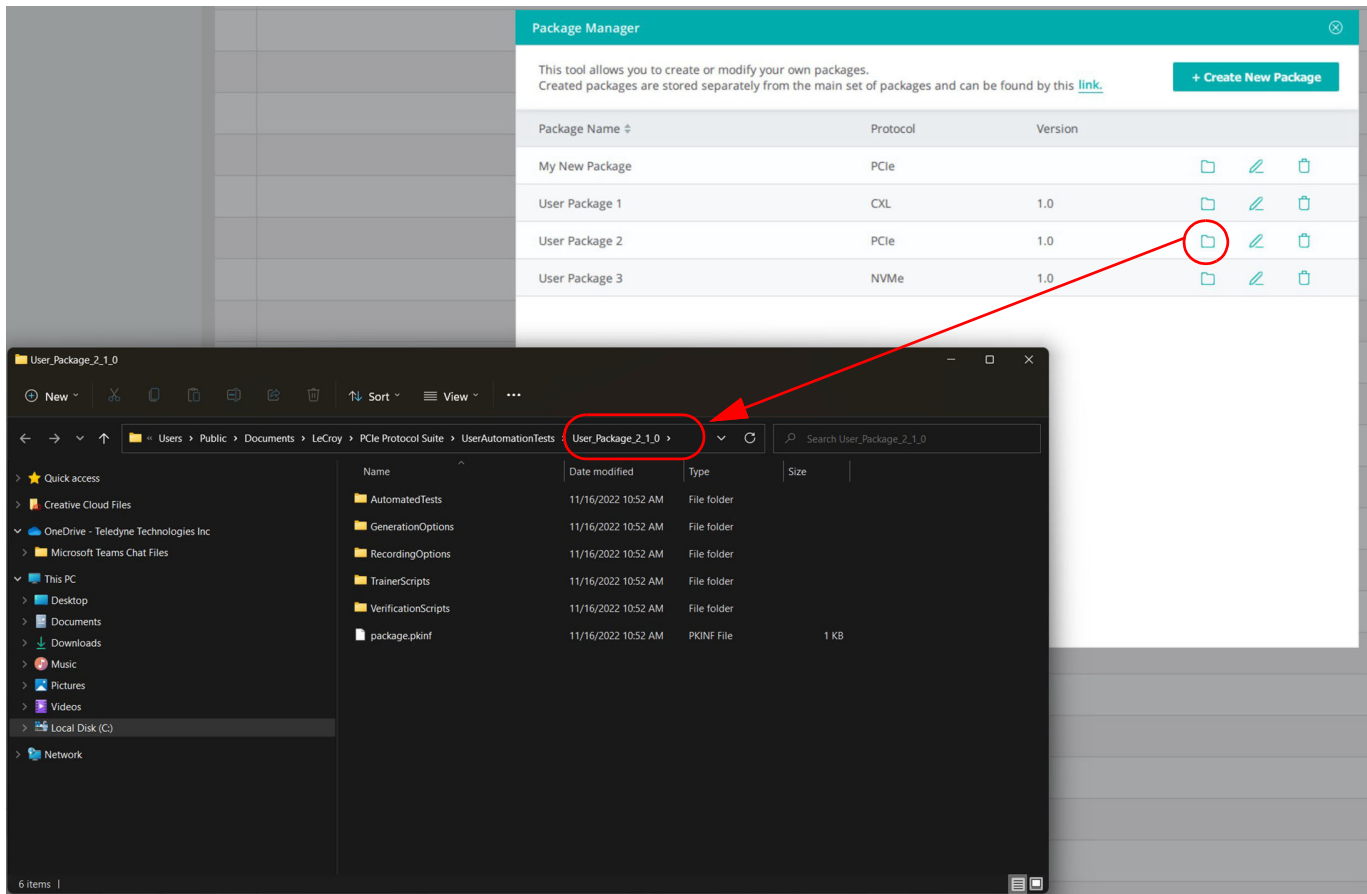 Package Manager
This tool allows you to create or modify your own packages.
Created packages are stored separately from the main set of packages and can be found by this link.
+ Create New Package
Package Name Protocol Version
My New Package PCIe
User Package 1 CXL 1.0
User Package 2 PCIe 1.0
User Package 3 NVMe 1.0
User_Package_2_1_0
New Sort View
« Users > Public > Documents > LeCroy > PCIe Protocol Suite > UserAutomationTests > User_Package_2_1_0 >
Search User_Package_2_1_0
Quick access
Creative Cloud Files
OneDrive - Teledyne Technologies Inc
Microsoft Teams Chat Files
This PC
Desktop
Documents
Downloads
Music
Pictures
Videos
Local Disk (C:)
Network
Name Date modified Type Size
AutomatedTests 11/16/2022 10:52 AM File folder
GenerationOptions 11/16/2022 10:52 AM File folder
RecordingOptions 11/16/2022 10:52 AM File folder
TrainerScripts 11/16/2022 10:52 AM File folder
VerificationScripts 11/16/2022 10:52 AM File folder
package.pkinf 11/16/2022 10:52 AM PKINF File 1 KB
6 items